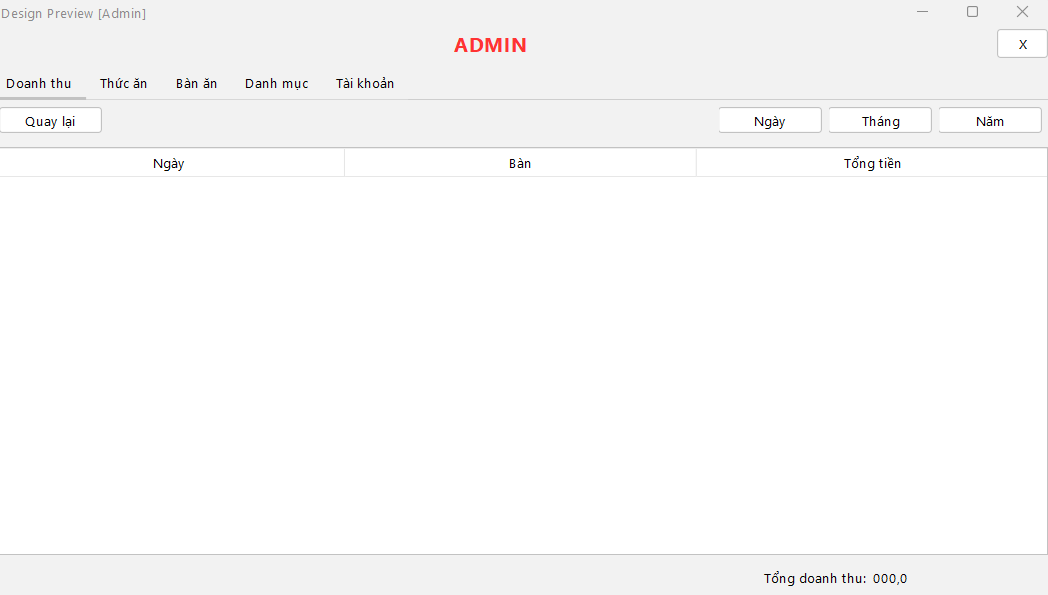 Design Preview [Admin]
ADMIN
X
Doanh thu Thức ăn Bàn ăn Danh mục Tài khoản
Quay lại Ngày Tháng Năm
Ngày Bàn Tổng tiền
Tổng doanh thu: 000,0